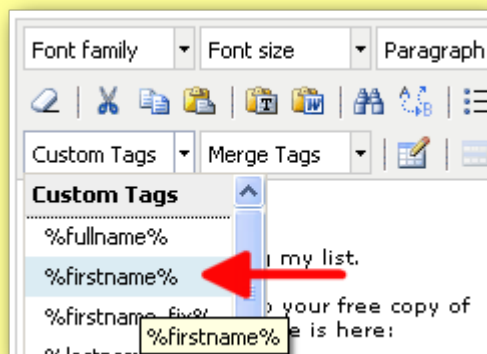 Font family Font size Paragraph
Custom Tags Merge Tags
Custom Tags
%fullname%
my list.
%firstname%
your free copy of
%firstname_fix%
%firstname%
is here: